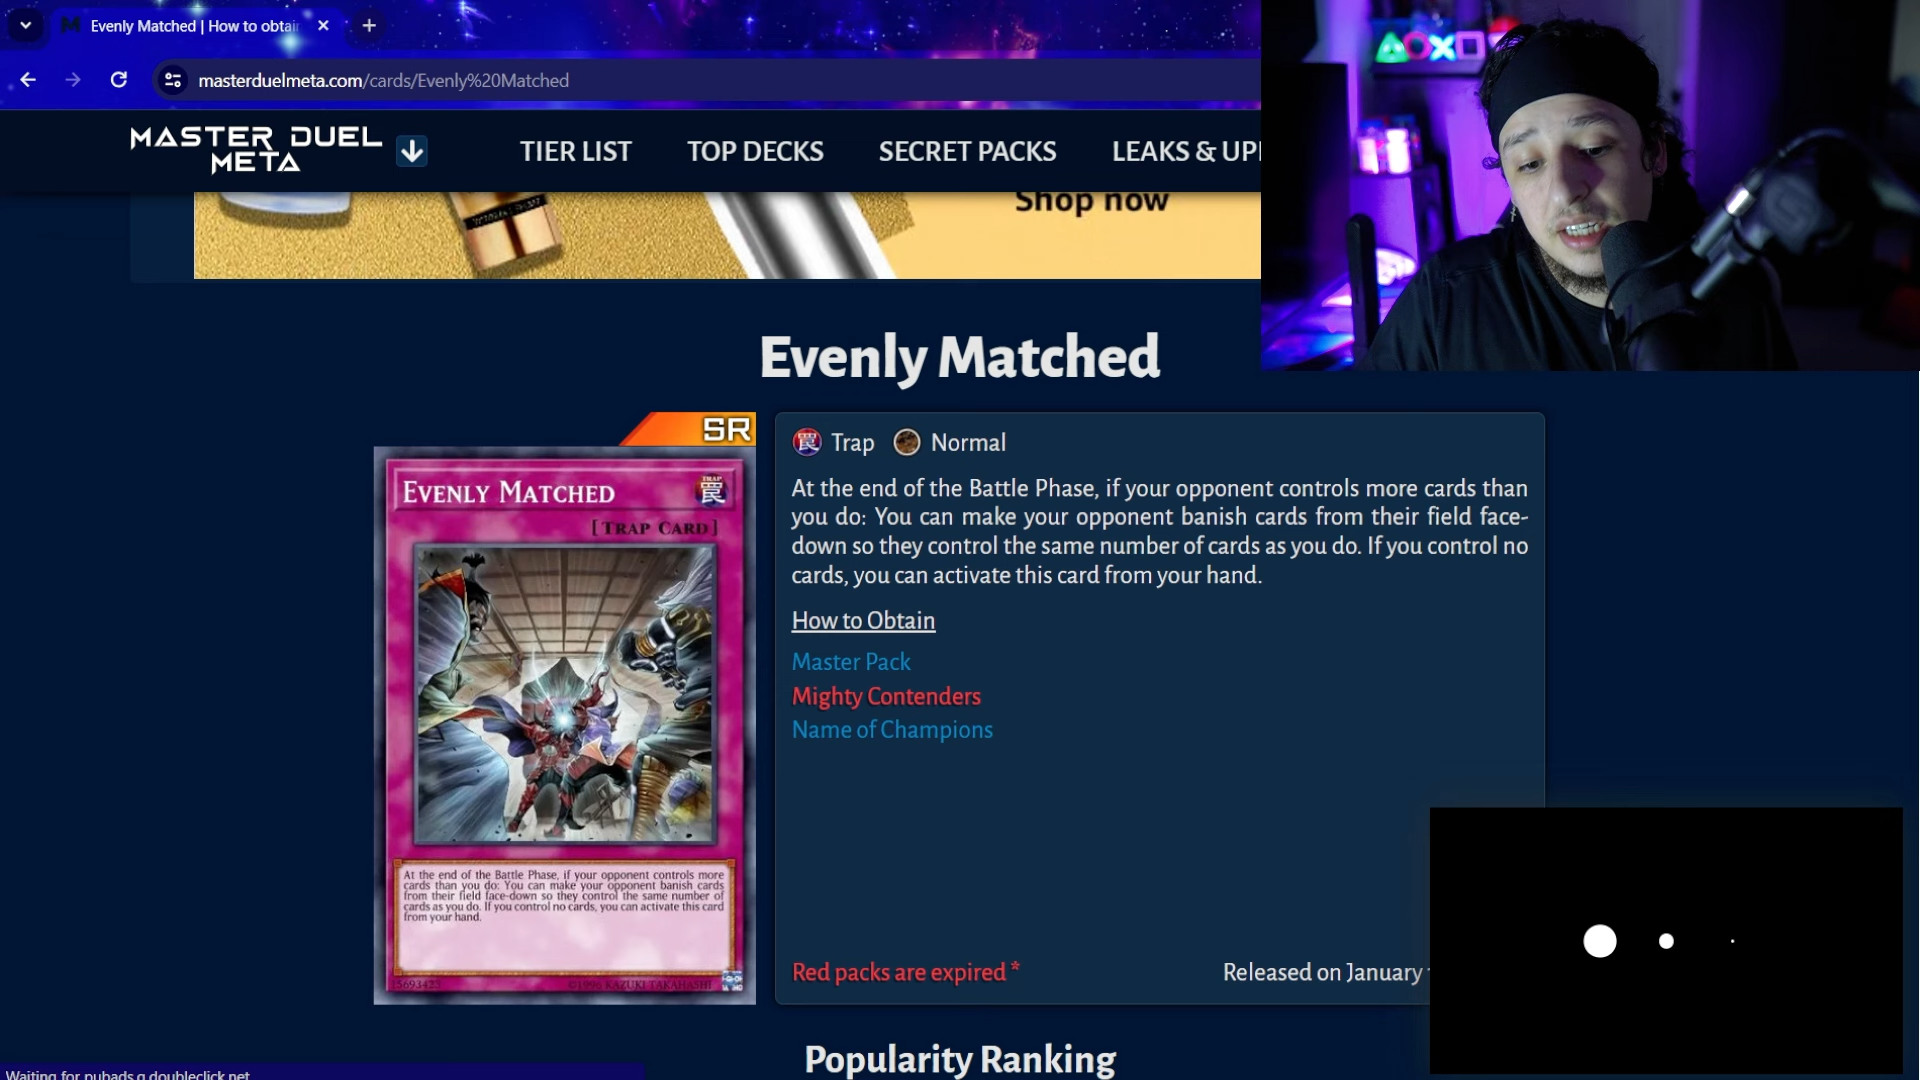 Evenly Matched | How to obtai
masterduelmeta.com/cards/Evenly%20Matched
MASTER DUEL
META
TIER LIST
TOP DECKS
SECRET PACKS
LEAKS & UP
Shop now
Evenly Matched
SR
EVENLY MATCHED
TRAP
罠
[TRAP CARD]
At the end of the Battle Phase, if your opponent controls more
cards than you do: You can make your opponent banish cards
from their field face-down so they control the same number of
cards as you do. If you control no cards, you can activate this card
from your hand.
15693423
©1996 KAZUKI TAKAHASHI
罠 Trap Normal
At the end of the Battle Phase, if your opponent controls more cards than
you do: You can make your opponent banish cards from their field face-
down so they control the same number of cards as you do. If you control no
cards, you can activate this card from your hand.
How to Obtain
Master Pack
Mighty Contenders
Name of Champions
Red packs are expired *
Released on January
Popularity Ranking
Waiting for pubads.g.doubleclick.net